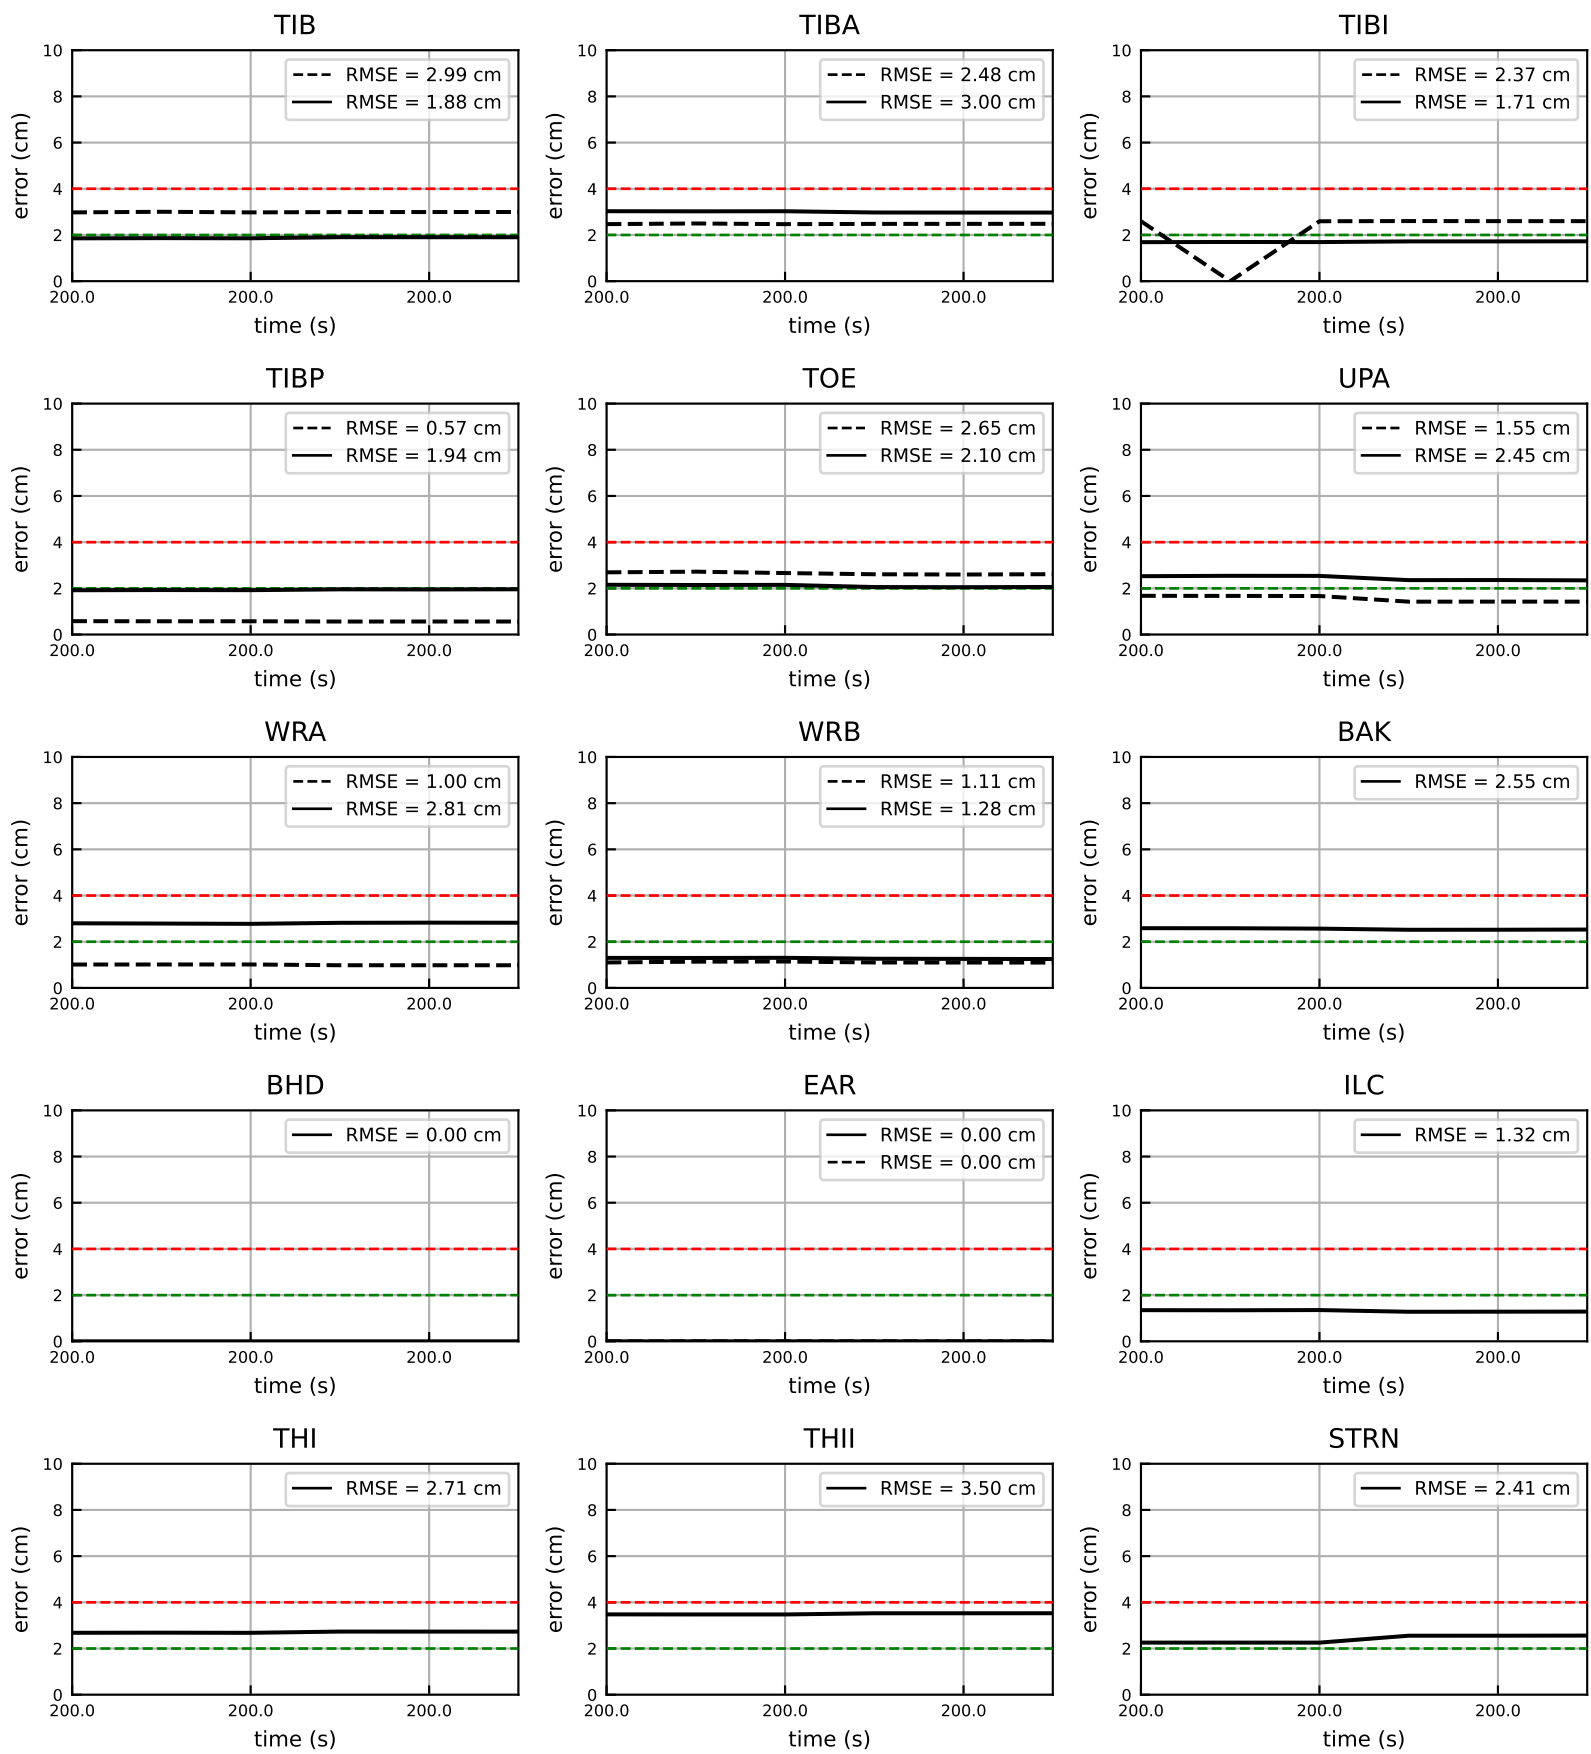 TIB
10
8
6
4
2
0
error (cm)
RMSE = 2.99 cm
RMSE = 1.88 cm
200.0 200.0 200.0
time (s)
TIBA
10
8
6
4
2
0
error (cm)
RMSE = 2.48 cm
RMSE = 3.00 cm
200.0 200.0 200.0
time (s)
TIBI
10
8
6
4
2
0
error (cm)
RMSE = 2.37 cm
RMSE = 1.71 cm
200.0 200.0 200.0
time (s)
TIBP
10
8
6
4
2
0
error (cm)
RMSE = 0.57 cm
RMSE = 1.94 cm
200.0 200.0 200.0
time (s)
TOE
10
8
6
4
2
0
error (cm)
RMSE = 2.65 cm
RMSE = 2.10 cm
200.0 200.0 200.0
time (s)
UPA
10
8
6
4
2
0
error (cm)
RMSE = 1.55 cm
RMSE = 2.45 cm
200.0 200.0 200.0
time (s)
WRA
10
8
6
4
2
0
error (cm)
RMSE = 1.00 cm
RMSE = 2.81 cm
200.0 200.0 200.0
time (s)
WRB
10
8
6
4
2
0
error (cm)
RMSE = 1.11 cm
RMSE = 1.28 cm
200.0 200.0 200.0
time (s)
BAK
10
8
6
4
2
0
error (cm)
RMSE = 2.55 cm
200.0 200.0 200.0
time (s)
BHD
10
8
6
4
2
0
error (cm)
RMSE = 0.00 cm
200.0 200.0 200.0
time (s)
EAR
10
8
6
4
2
0
error (cm)
RMSE = 0.00 cm
RMSE = 0.00 cm
200.0 200.0 200.0
time (s)
ILC
10
8
6
4
2
0
error (cm)
RMSE = 1.32 cm
200.0 200.0 200.0
time (s)
THI
10
8
6
4
2
0
error (cm)
RMSE = 2.71 cm
200.0 200.0 200.0
time (s)
THII
10
8
6
4
2
0
error (cm)
RMSE = 3.50 cm
200.0 200.0 200.0
time (s)
STRN
10
8
6
4
2
0
error (cm)
RMSE = 2.41 cm
200.0 200.0 200.0
time (s)